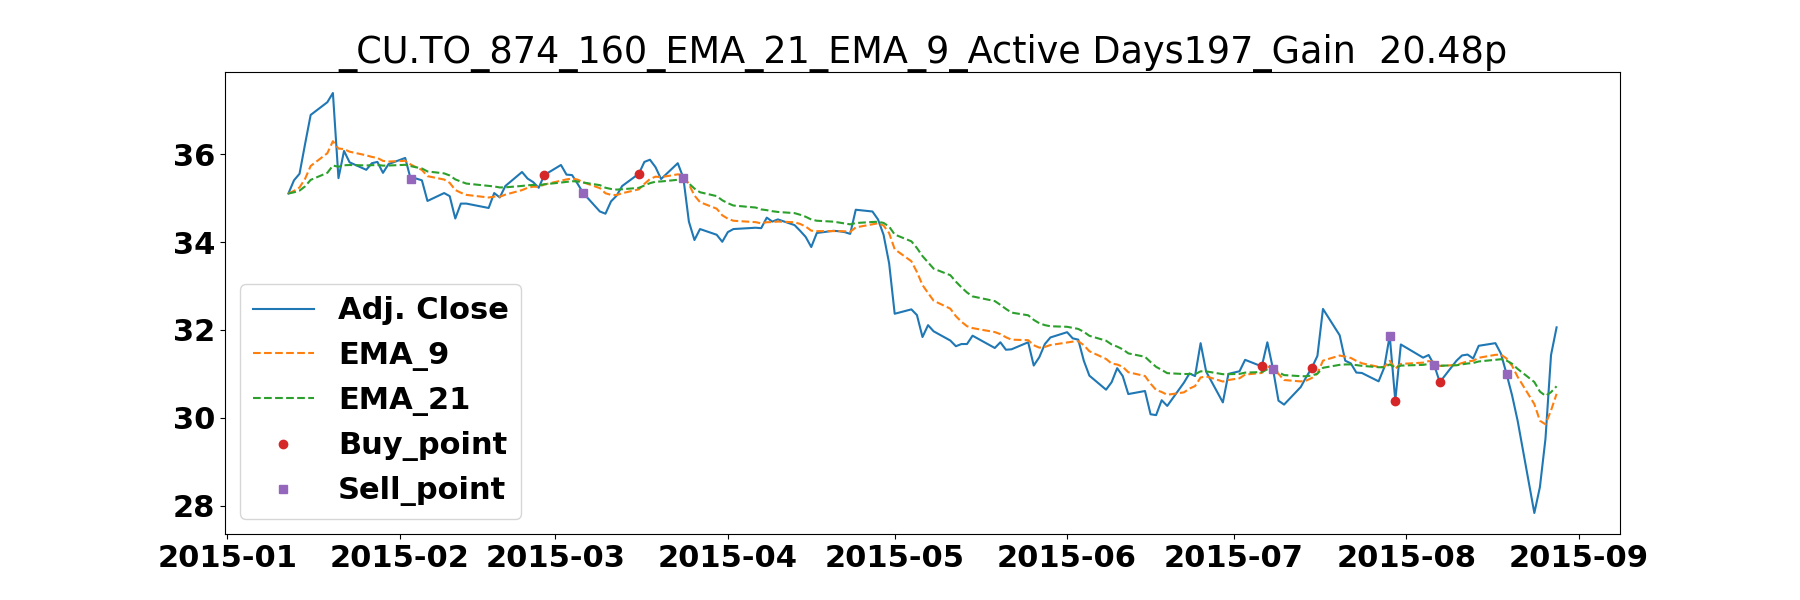 _CU.TO_874_160_EMA_21_EMA_9_Active Days197_Gain  20.48p
36
34
32
30
28
Adj. Close
EMA_9
EMA_21
Buy_point
Sell_point
2015-01 2015-02 2015-03 2015-04 2015-05 2015-06 2015-07 2015-08 2015-09